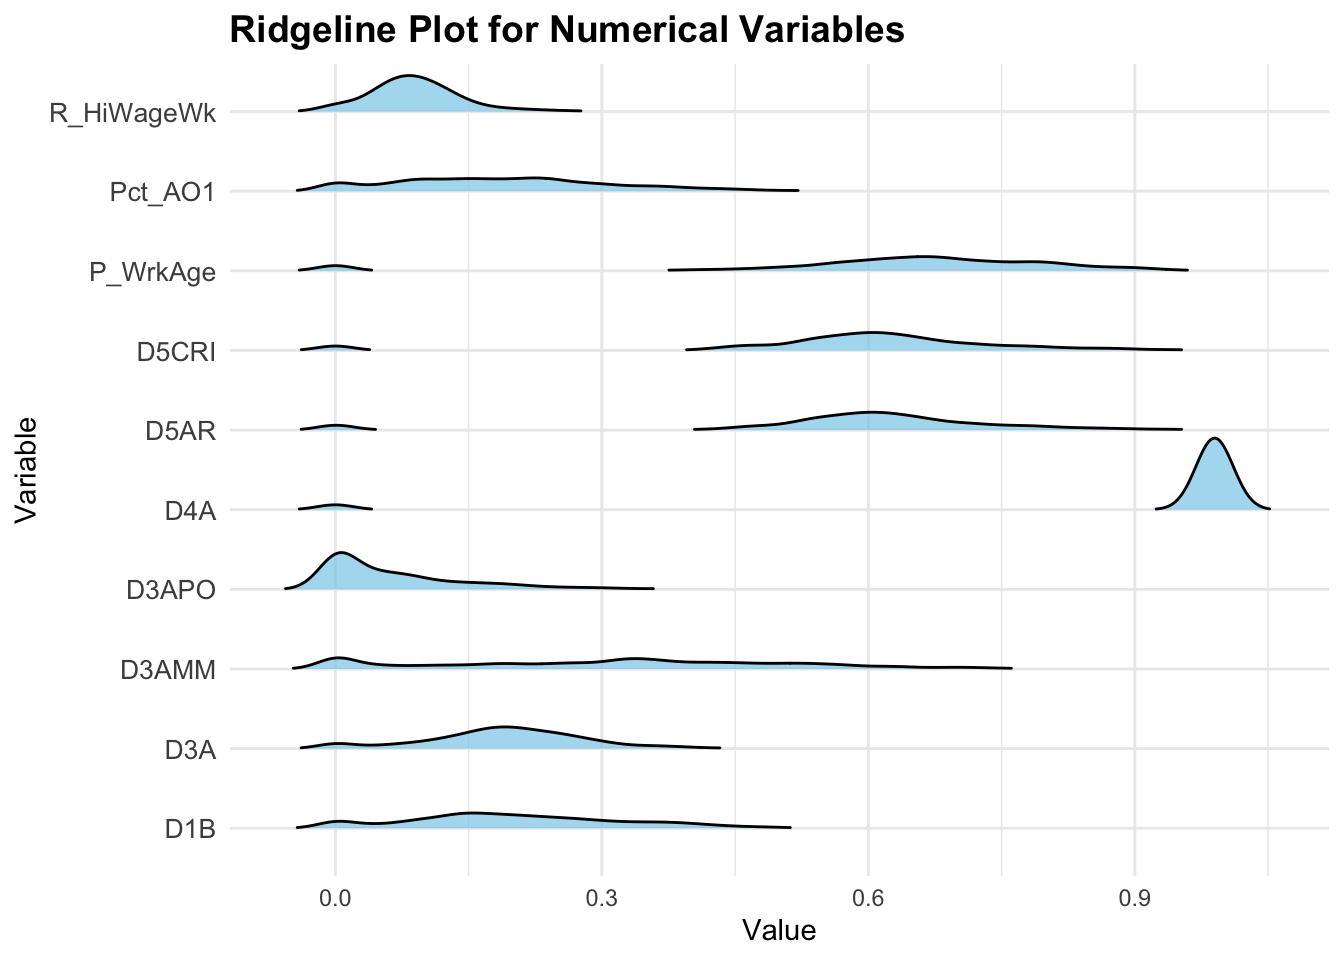 Ridgeline Plot for Numerical Variables
R_HiWageWk
Pct_AO1
P_WrkAge
D5CRI
D5AR
D4A
D3APO
D3AMM
D3A
D1B
Variable
0.0 0.3 0.6 0.9
Value